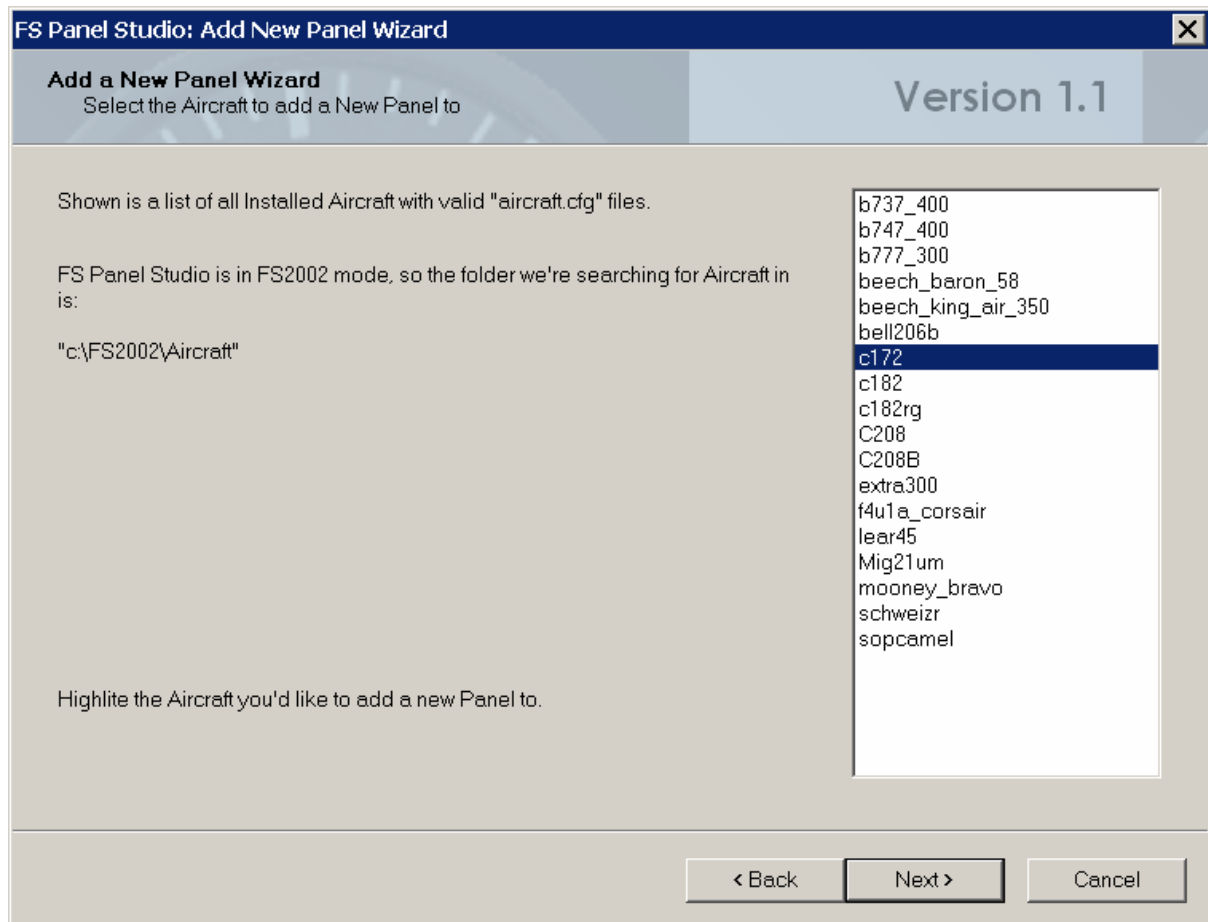 FS Panel Studio: Add New Panel Wizard
Add a New Panel Wizard
Select the Aircraft to add a New Panel to
Version 1.1
Shown is a list of all Installed Aircraft with valid "aircraft.cfg" files.
FS Panel Studio is in FS2002 mode, so the folder we're searching for Aircraft in
is:
"c:\FS2002\Aircraft"
Highlite the Aircraft you'd like to add a new Panel to.
b737_400
b747_400
b777_300
beech_baron_58
beech_king_air_350
bell206b
c172
c182
c182rg
C208
C208B
extra300
f4u1a_corsair
lear45
Mig21um
mooney_bravo
schweizr
sopcamel
< Back
Next >
Cancel